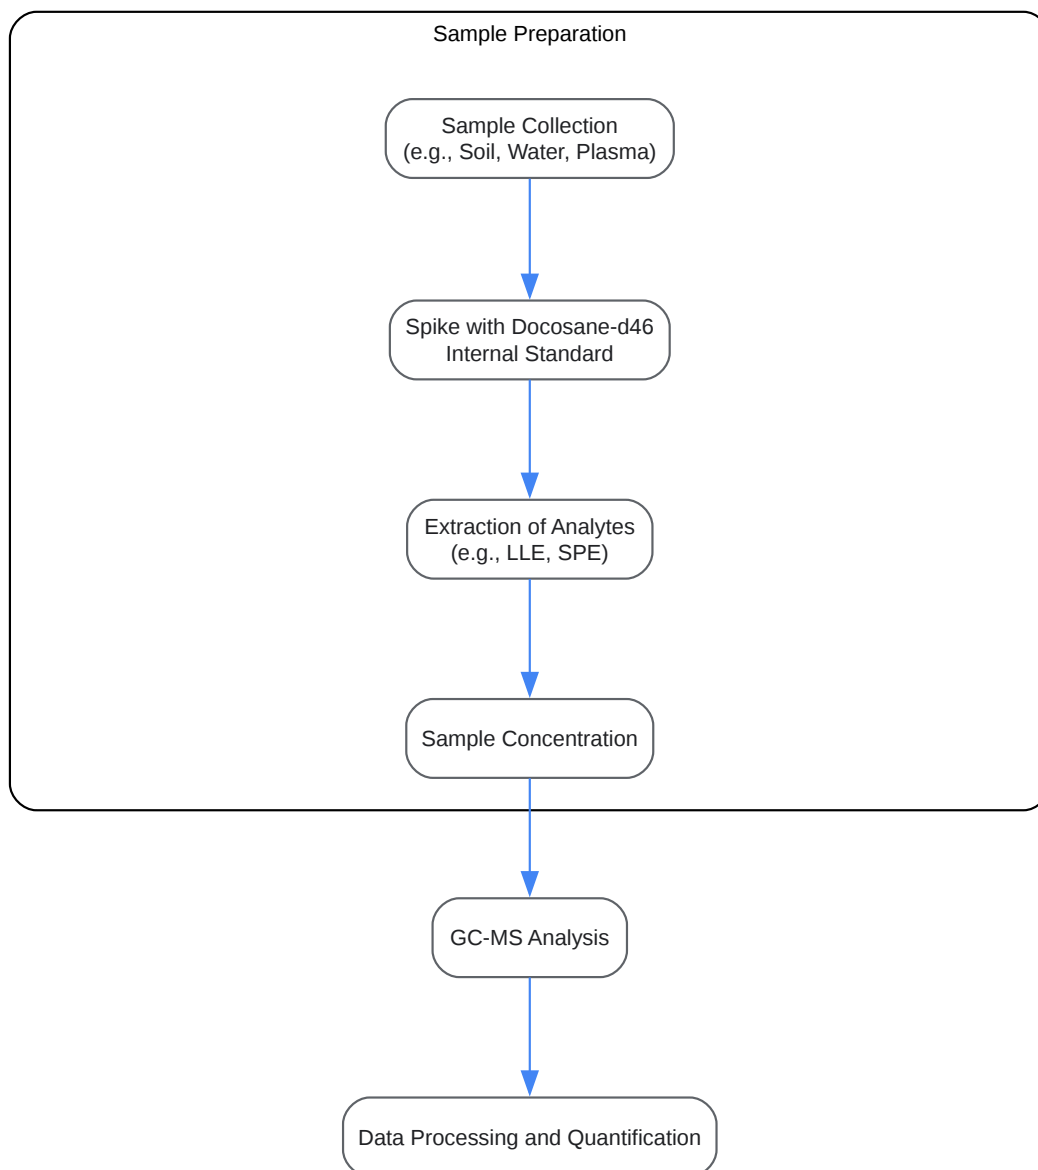 Sample Preparation
Sample Collection
(e.g., Soil, Water, Plasma)
Spike with Docosane-d46
Internal Standard
Extraction of Analytes
(e.g., LLE, SPE)
Sample Concentration
GC-MS Analysis
Data Processing and Quantification